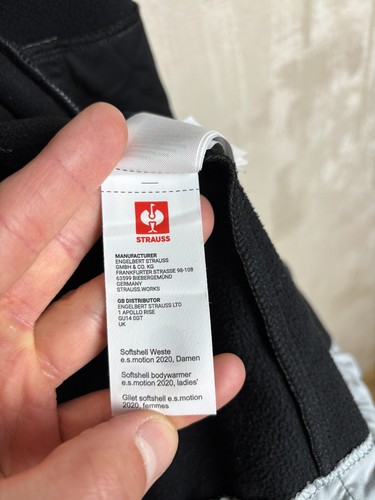 STRAUSS
MANUFACTURER
ENGELBERT STRAUSS
GMBH & CO. KG
FRANKFURTER STRASSE 98-108
63599 BIEBERGEMÜND
GERMANY
STRAUSS.WORKS
GB DISTRIBUTOR
ENGELBERT STRAUSS LTD
1 APOLLO RISE
GU14 0GT
UK
Softshell Weste
e.s.motion 2020, Damen
Softshell bodywarmer
e.s.motion 2020, ladies'
Gilet softshell e.s.motion
2020, femmes